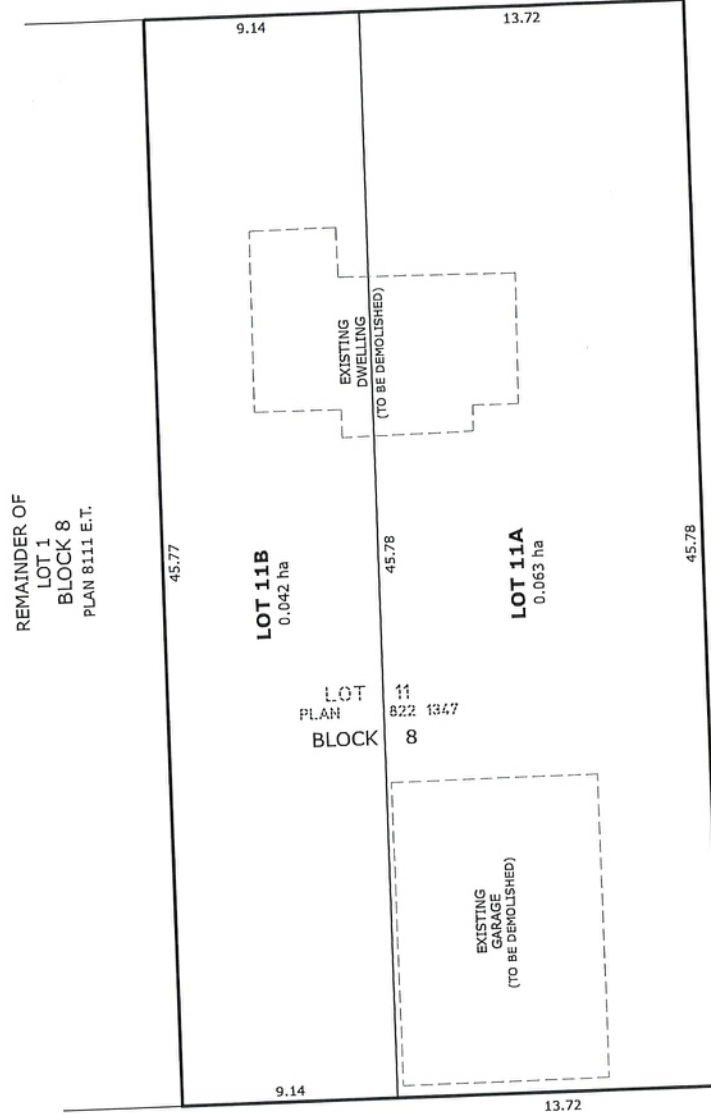 9.14
13.72
EXISTING
DWELLING
(TO BE DEMOLISHED)
REMAINDER OF
LOT 1
BLOCK 8
PLAN 8111 E.T.
45.77
LOT 11B
0.042 ha
45.78
LOT 11A
0.063 ha
45.78
LOT 11
PLAN 822 1347
BLOCK 8
EXISTING
GARAGE
(TO BE DEMOLISHED)
9.14
13.72